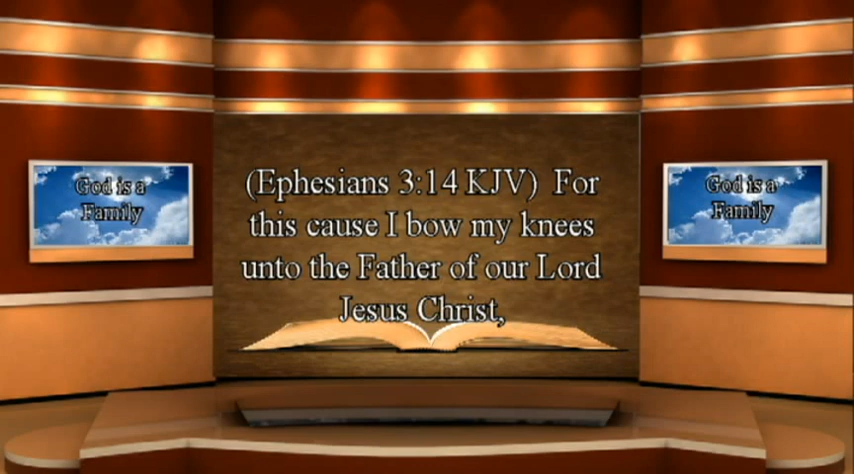 God is a
Family
(Ephesians 3:14 KJV) For
this cause I bow my knees
unto the Father of our Lord
Jesus Christ,
God is a
Family